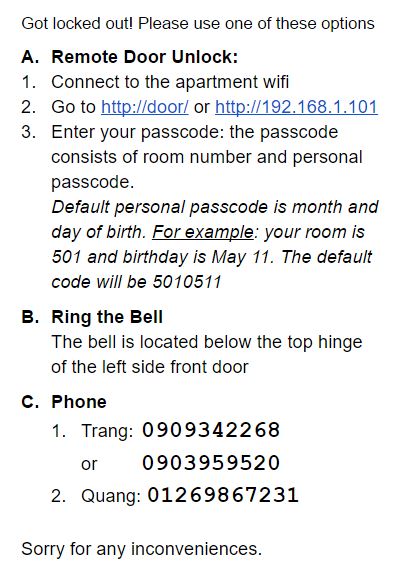 Got locked out! Please use one of these options
A. Remote Door Unlock:
1. Connect to the apartment wifi
2. Go to http://door/ or http://192.168.1.101
3. Enter your passcode: the passcode
consists of room number and personal
passcode.
Default personal passcode is month and
day of birth. For example: your room is
501 and birthday is May 11. The default
code will be 5010511
B. Ring the Bell
The bell is located below the top hinge
of the left side front door
C. Phone
1. Trang: 0909342268
or 0903959520
2. Quang: 01269867231
Sorry for any inconveniences.